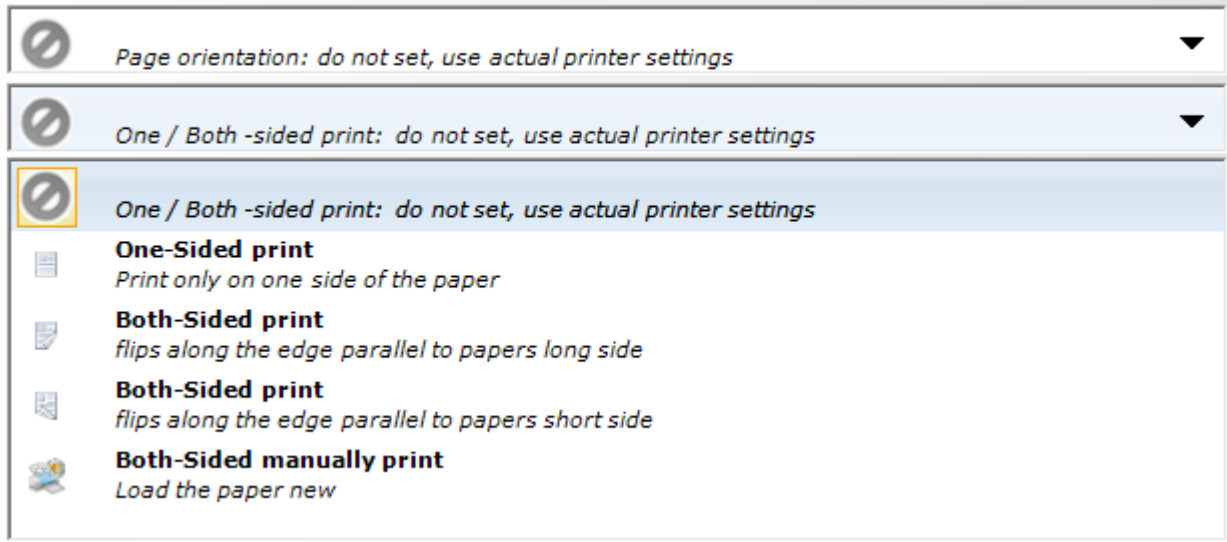 Page orientation: do not set, use actual printer settings
One / Both -sided print:  do not set, use actual printer settings
One / Both -sided print:  do not set, use actual printer settings
One-Sided print
Print only on one side of the paper
Both-Sided print
flips along the edge parallel to papers long side
Both-Sided print
flips along the edge parallel to papers short side
Both-Sided manually print
Load the paper new